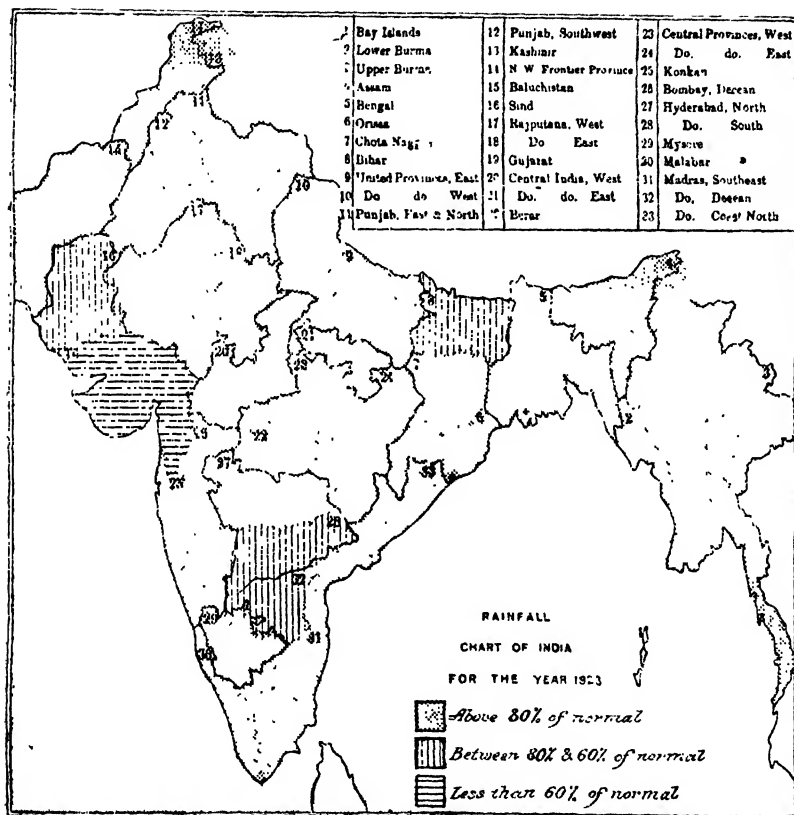 1 Bay Islands
2 Lower Burma
3 Upper Burma
4 Assam
5 Bengal
6 Orissa
7 Chota Nagpur
8 Bihar
9 United Provinces, East
10 Do do West
11 Punjab, East & North
12 Punjab, Southwest
13 Kashmir
14 N W Frontier Province
15 Baluchistan
16 Sind
17 Rajputana, West
18 Do East
19 Gujarat
20 Central India, West
21 Do. do. East
Berar
23 Central Provinces, West
24 Do. do. East
25 Konkan
26 Bombay, Deccan
27 Hyderabad, North
28 Do. South
29 Mysore
30 Malabar
31 Madras, Southeast
32 Do. Deccan
33 Do. Coast North
RAINFALL
CHART OF INDIA
FOR THE YEAR 1923
Above 80% of normal
Between 80% & 60% of normal
Less than 60% of normal